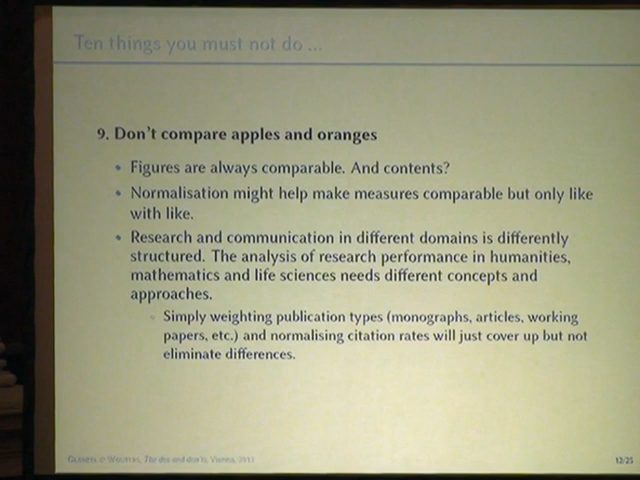 Ten things you must not do ...
9. Don't compare apples and oranges
• Figures are always comparable. And contents?
• Normalisation might help make measures comparable but only like
with like.
• Research and communication in different domains is differently
structured. The analysis of research performance in humanities,
mathematics and life sciences needs different concepts and
approaches.
◦ Simply weighting publication types (monographs, articles, working
papers, etc.) and normalising citation rates will just cover up but not
eliminate differences.
The dos and don'ts, Vienna, 2013
12/25